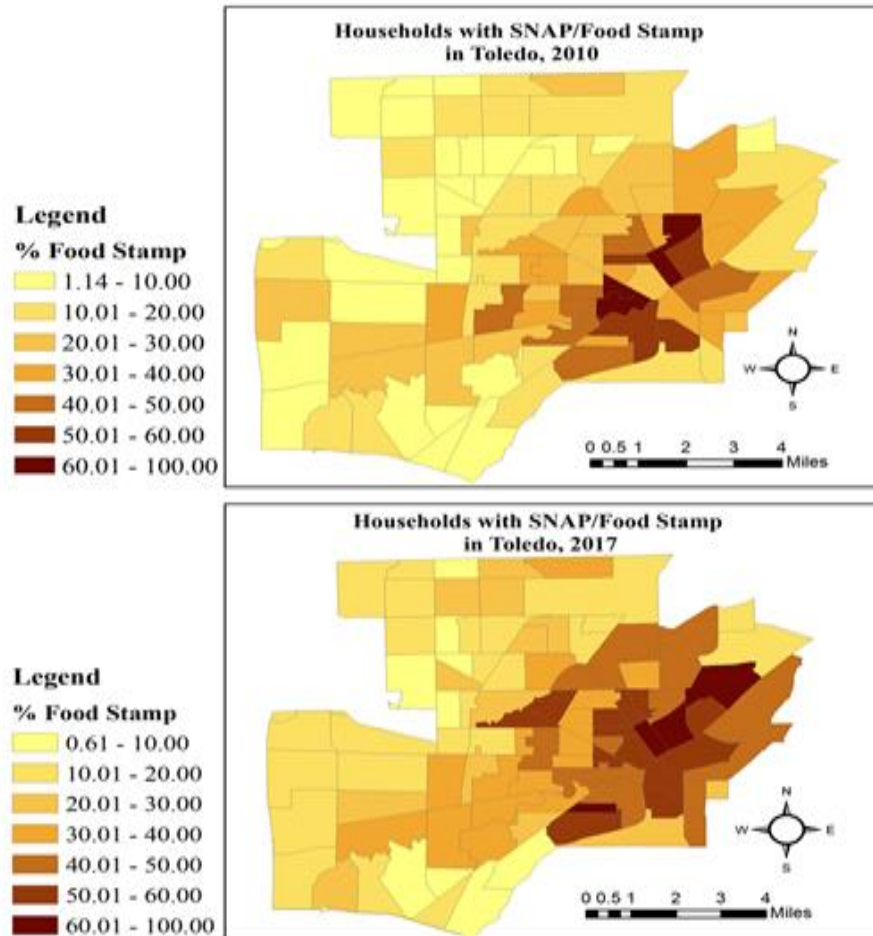 Households with SNAP/Food Stamp
in Toledo, 2010
Legend
% Food Stamp
1.14 - 10.00
10.01 - 20.00
20.01 - 30.00
30.01 - 40.00
40.01 - 50.00
50.01 - 60.00
60.01 - 100.00
N
W E
S
0 0.5 1 2 3 4
Miles
Households with SNAP/Food Stamp
in Toledo, 2017
Legend
% Food Stamp
0.61 - 10.00
10.01 - 20.00
20.01 - 30.00
30.01 - 40.00
40.01 - 50.00
50.01 - 60.00
60.01 - 100.00
N
W E
S
0 0.5 1 2 3 4
Miles